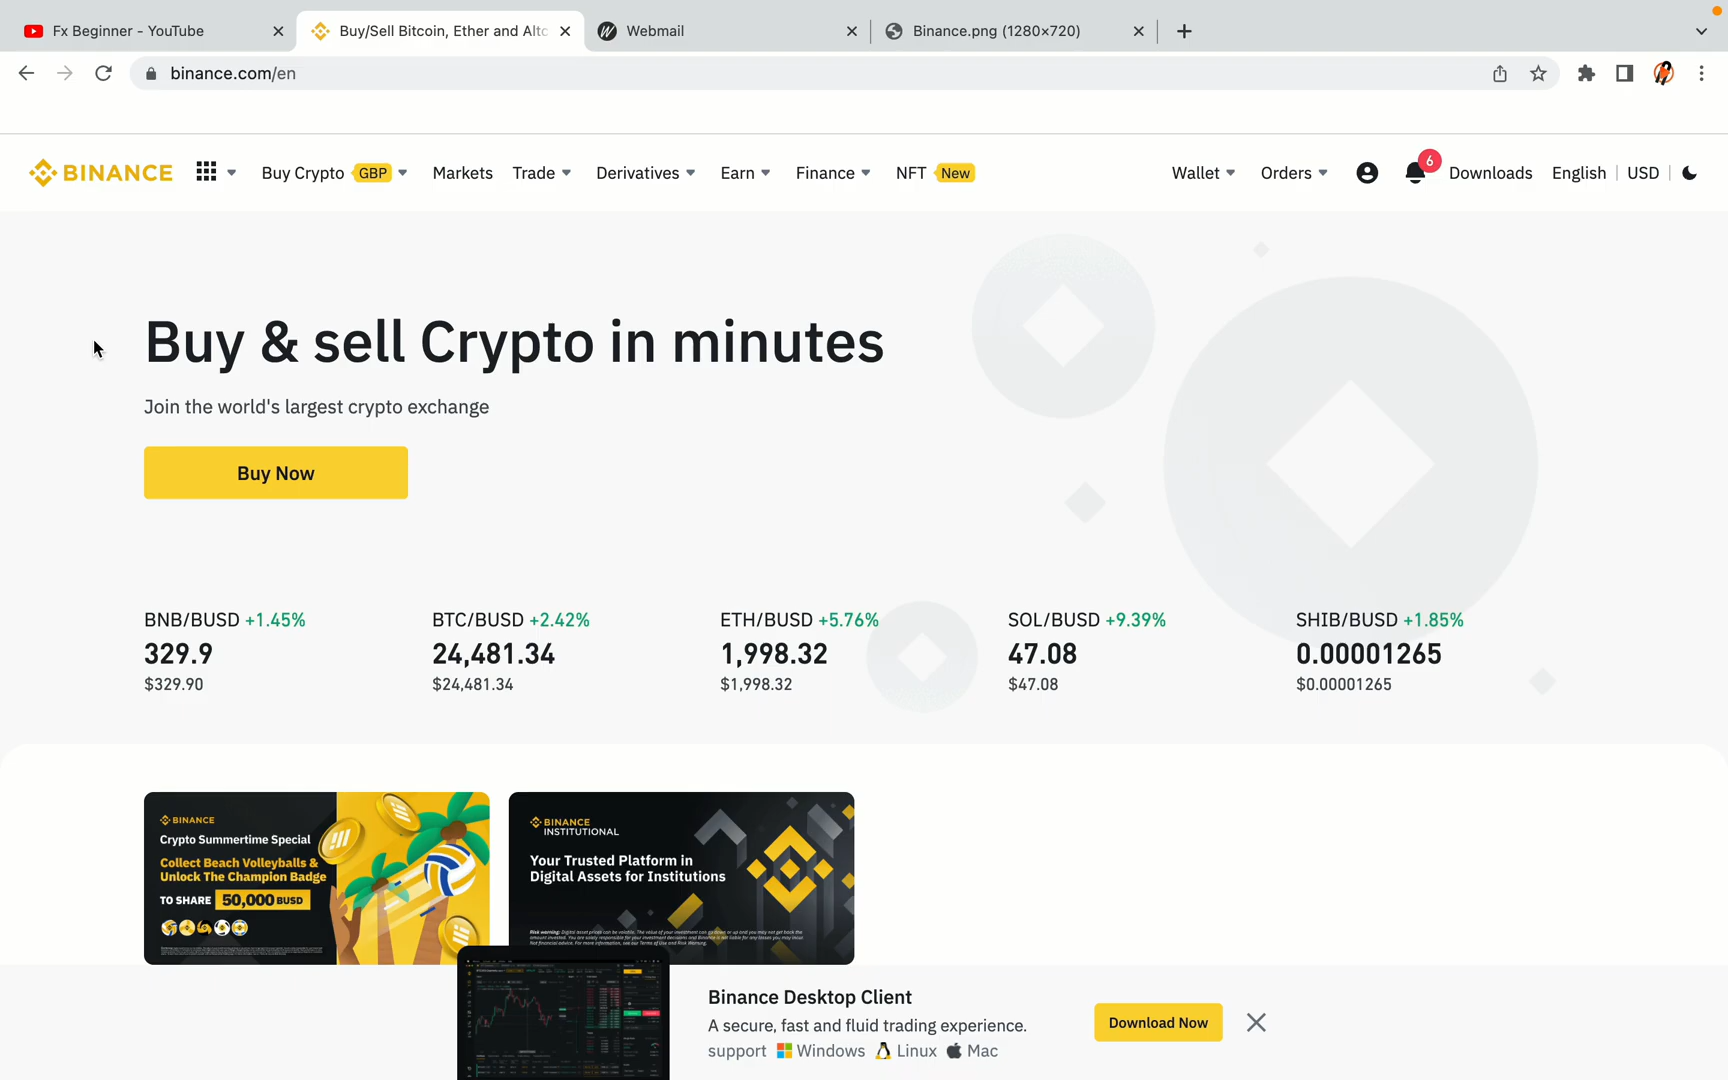 Fx Beginner - YouTube
Buy/Sell Bitcoin, Ether and Altc
Webmail
Binance.png (1280×720)
binance.com/en
BINANCE
Buy Crypto GBP
Markets
Trade
Derivatives
Earn
Finance
NFT New
Wallet
Orders
6
Downloads
English
USD
Buy & sell Crypto in minutes
Join the world's largest crypto exchange
Buy Now
BNB/BUSD +1.45%
329.9
$329.90
BTC/BUSD +2.42%
24,481.34
$24,481.34
ETH/BUSD +5.76%
1,998.32
$1,998.32
SOL/BUSD +9.39%
47.08
$47.08
SHIB/BUSD +1.85%
0.00001265
$0.00001265
BINANCE
Crypto Summertime Special
Collect Beach Volleyballs &
Unlock The Champion Badge
TO SHARE 50,000 BUSD
BINANCE
INSTITUTIONAL
Your Trusted Platform in
Digital Assets for Institutions
Binance Desktop Client
A secure, fast and fluid trading experience.
support Windows Linux Mac
Download Now